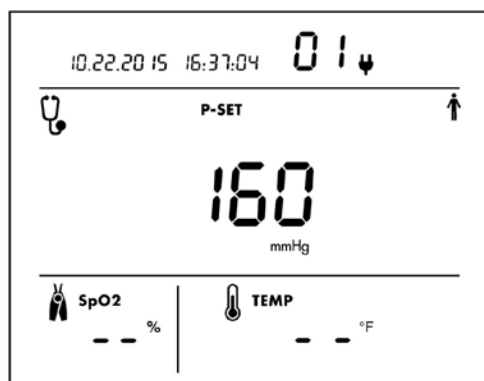 10.22.2015 16:37:04 01
P-SET
160
mmHg
SpO2 TEMP
-- % -- °F